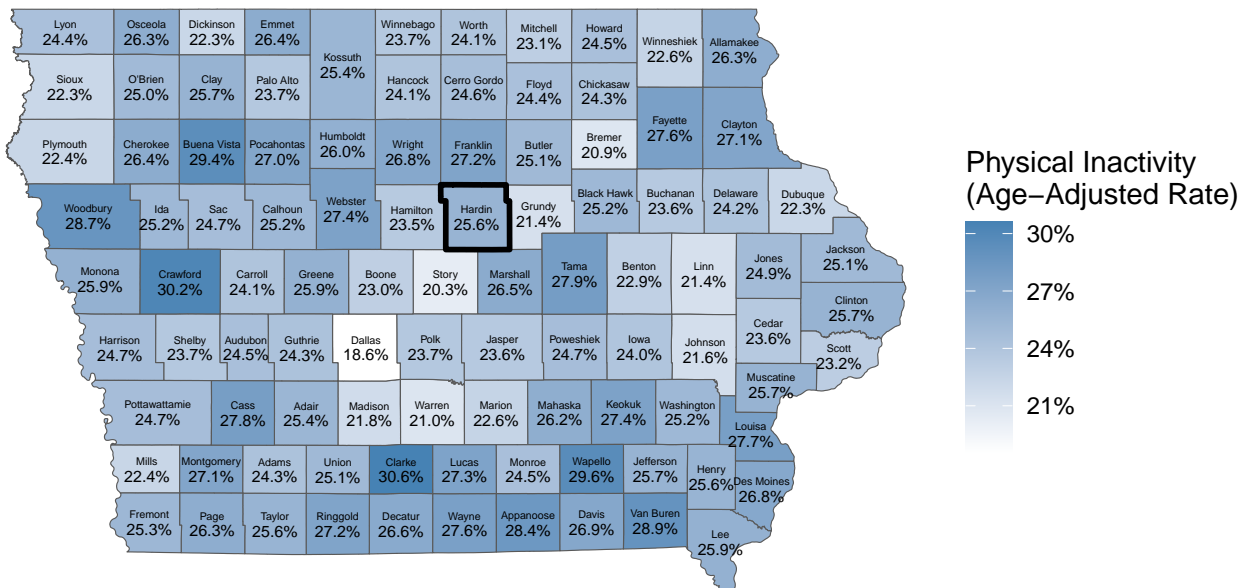 Lyon
24.4%
Osceola
26.3%
Dickinson
22.3%
Emmet
26.4%
Kossuth
25.4%
Winnebago
23.7%
Worth
24.1%
Mitchell
23.1%
Howard
24.5%
Winneshiek
22.6%
Allamakee
26.3%
Sioux
22.3%
O'Brien
25.0%
Clay
25.7%
Palo Alto
23.7%
Hancock
24.1%
Cerro Gordo
24.6%
Floyd
24.4%
Chickasaw
24.3%
Plymouth
22.4%
Cherokee
26.4%
Buena Vista
29.4%
Pocahontas
27.0%
Humboldt
26.0%
Wright
26.8%
Franklin
27.2%
Butler
25.1%
Bremer
20.9%
Fayette
27.6%
Clayton
27.1%
Woodbury
28.7%
Ida
25.2%
Sac
24.7%
Calhoun
25.2%
Webster
27.4%
Hamilton
23.5%
Hardin
25.6%
Grundy
21.4%
Black Hawk
25.2%
Buchanan
23.6%
Delaware
24.2%
Dubuque
22.3%
Monona
25.9%
Crawford
30.2%
Carroll
24.1%
Greene
25.9%
Boone
23.0%
Story
20.3%
Marshall
26.5%
Tama
27.9%
Benton
22.9%
Linn
21.4%
Jones
24.9%
Jackson
25.1%
Clinton
25.7%
Harrison
24.7%
Shelby
23.7%
Audubon
24.5%
Guthrie
24.3%
Dallas
18.6%
Polk
23.7%
Jasper
23.6%
Poweshiek
24.7%
Iowa
24.0%
Johnson
21.6%
Cedar
23.6%
Scott
23.2%
Muscatine
25.7%
Pottawattamie
24.7%
Cass
27.8%
Adair
25.4%
Madison
21.8%
Warren
21.0%
Marion
22.6%
Mahaska
26.2%
Keokuk
27.4%
Washington
25.2%
Louisa
27.7%
Mills
22.4%
Montgomery
27.1%
Adams
24.3%
Union
25.1%
Clarke
30.6%
Lucas
27.3%
Monroe
24.5%
Wapello
29.6%
Jefferson
25.7%
Henry
25.6%
Des Moines
26.8%
Fremont
25.3%
Page
26.3%
Taylor
25.6%
Ringgold
27.2%
Decatur
26.6%
Wayne
27.6%
Appanoose
28.4%
Davis
26.9%
Van Buren
28.9%
Lee
25.9%
Physical Inactivity
(Age−Adjusted Rate)
30%
27%
24%
21%